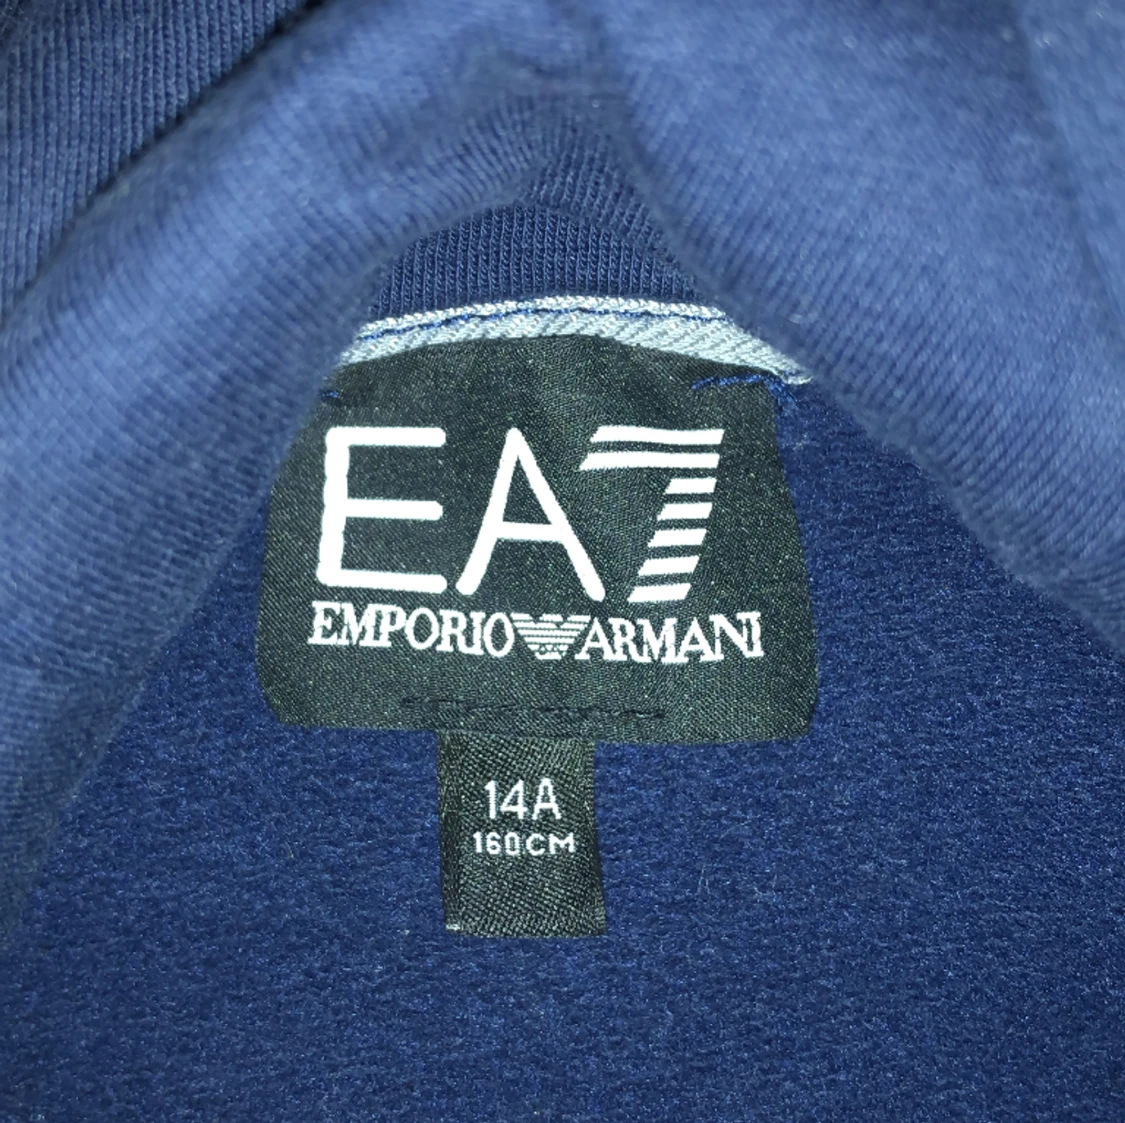 EA7
EMPORIO ARMANI
14A
160CM